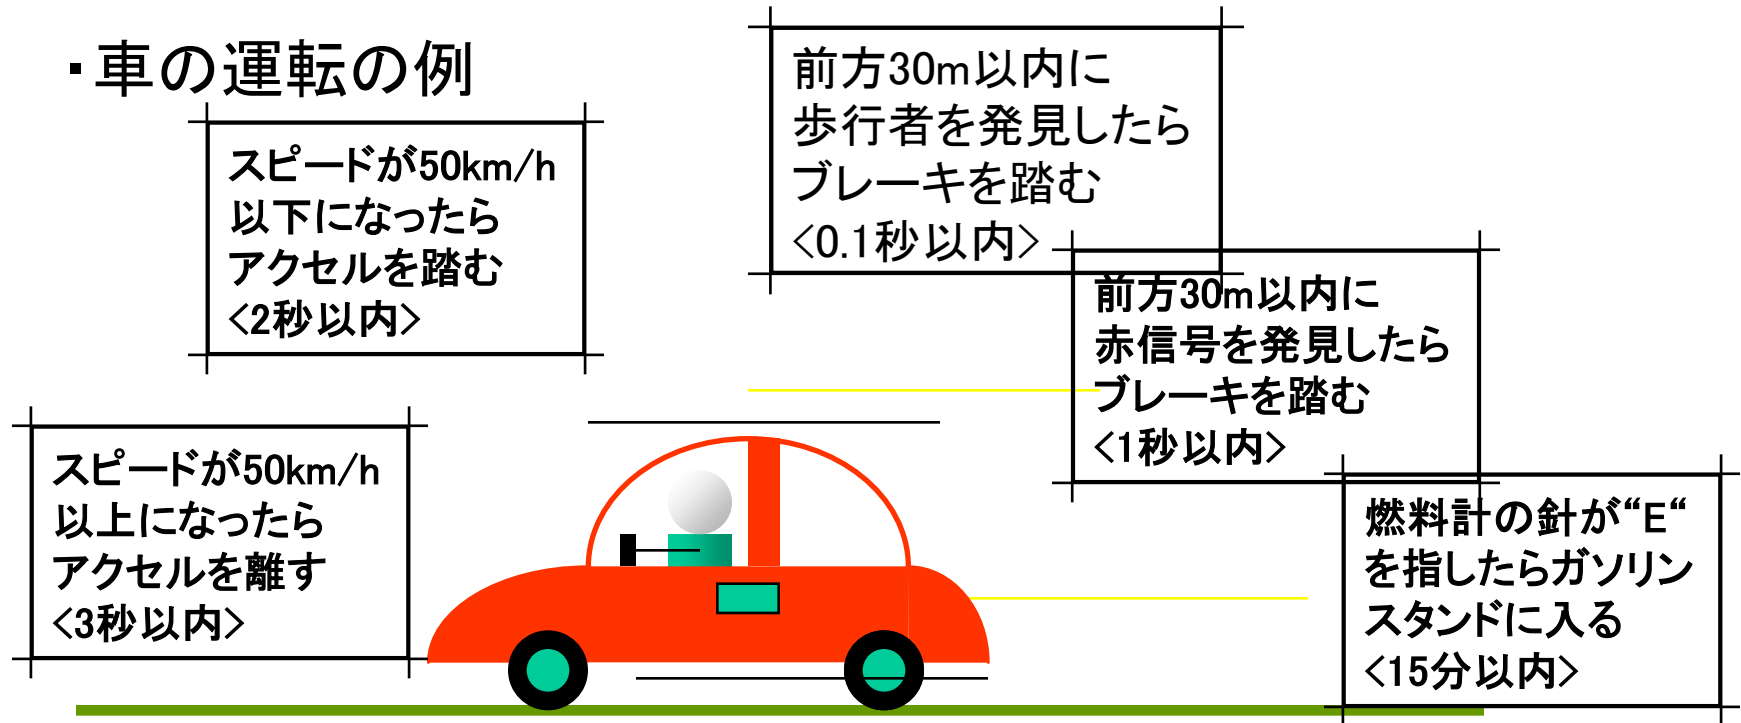 ・車の運転の例
スピードが50km/h
以下になったら
アクセルを踏む
<2秒以内>
前方30m以内に
歩行者を発見したら
ブレーキを踏む
<0.1秒以内>
前方30m以内に
赤信号を発見したら
ブレーキを踏む
<1秒以内>
スピードが50km/h
以上になったら
アクセルを離す
<3秒以内>
燃料計の針が“E“
を指したらガソリン
スタンドに入る
<15分以内>